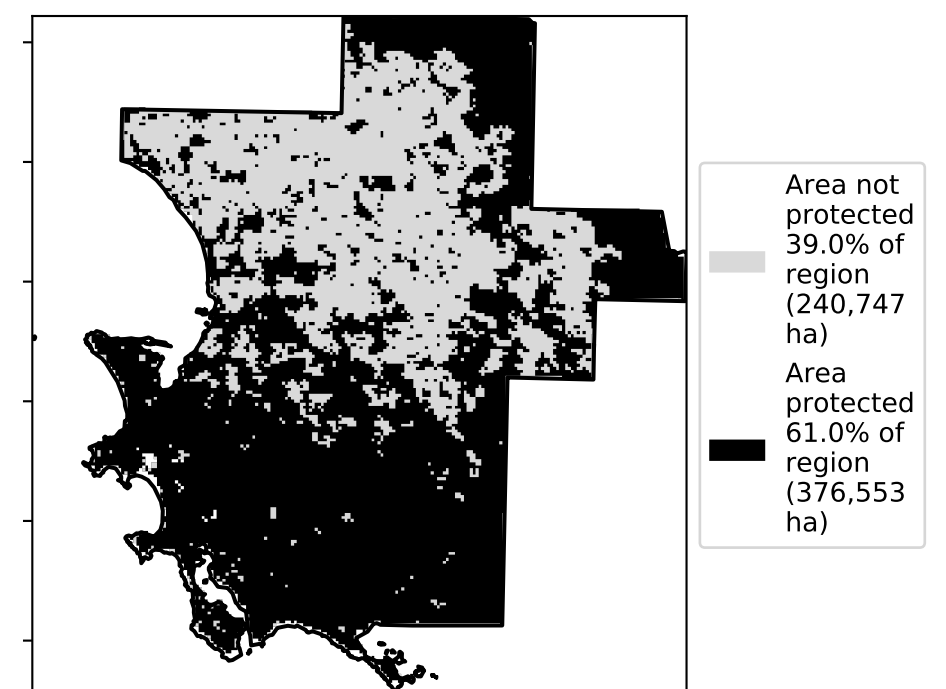 Area not
protected
39.0% of
region
(240,747
ha)
Area
protected
61.0% of
region
(376,553
ha)